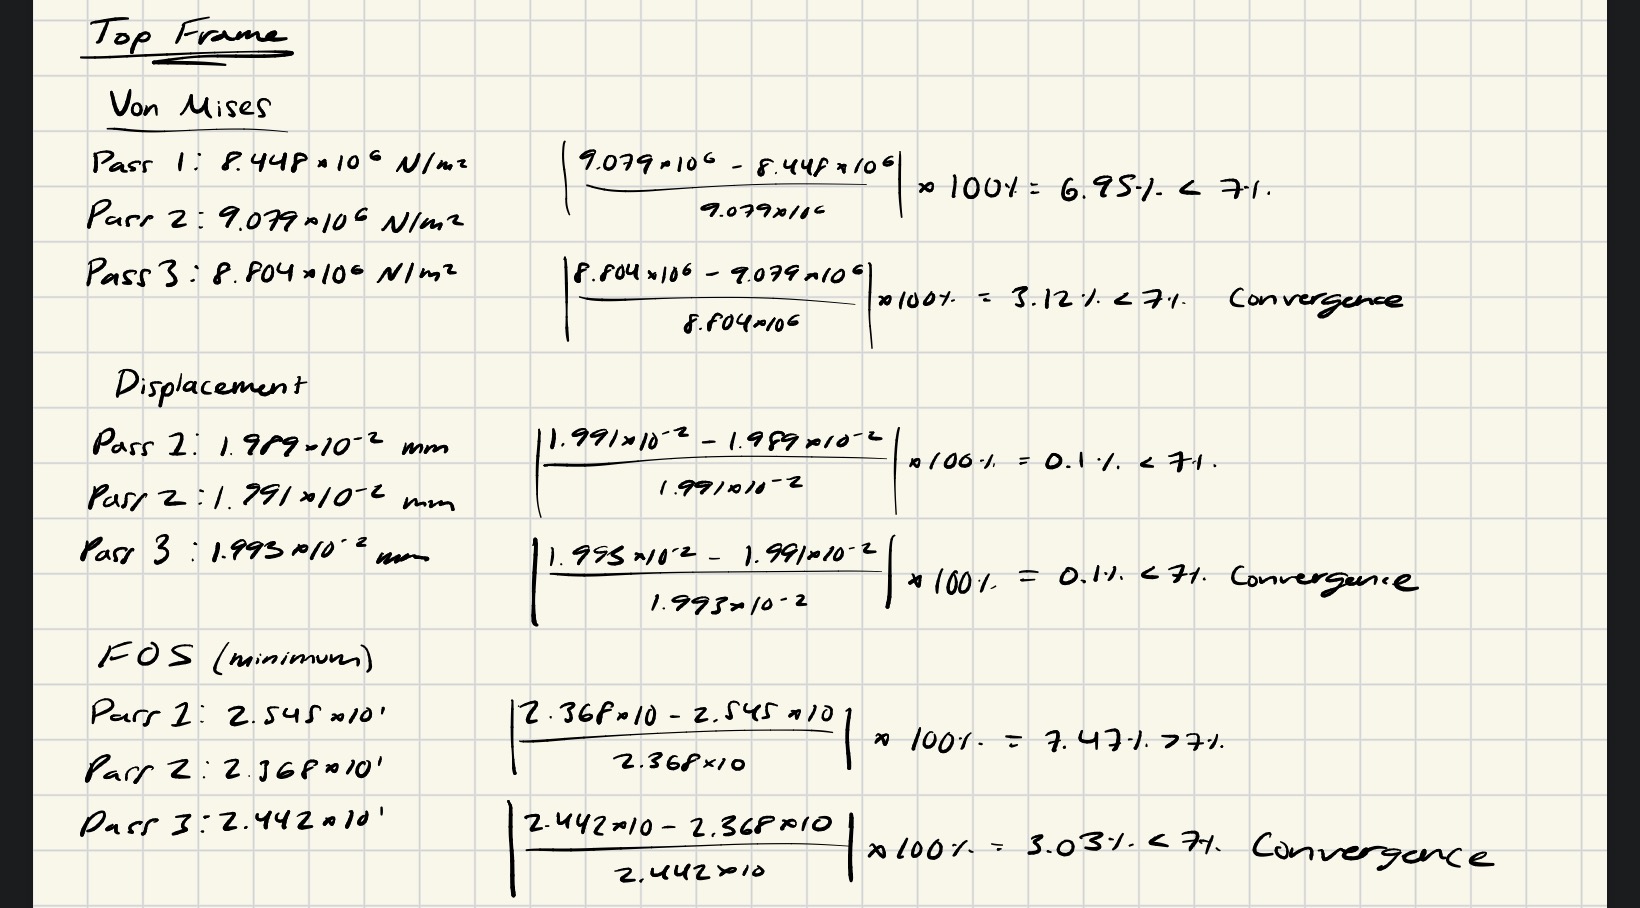 Top Frame
Von Mises
Pass 1: 8.448×10⁶ N/m²
|(9.079×10⁶ - 8.448×10⁶) / 9.079×10⁶| × 100% = 6.95% < 7%.
Pass 2: 9.079×10⁶ N/m²
Pass 3: 8.804×10⁶ N/m²
|(8.804×10⁶ - 9.079×10⁶) / 8.804×10⁶| × 100% = 3.12% < 7% Convergence
Displacement
Pass 1: 1.989×10⁻² mm
|(1.991×10⁻² - 1.989×10⁻²) / 1.991×10⁻²| × 100% = 0.1% < 7%.
Pass 2: 1.991×10⁻² mm
Pass 3: 1.993×10⁻² mm
|(1.993×10⁻² - 1.991×10⁻²) / 1.993×10⁻²| × 100% = 0.1% < 7% Convergence
FOS (minimum)
Pass 1: 2.545×10¹
|(2.368×10 - 2.545×10) / 2.368×10| × 100% = 7.47% > 7%
Pass 2: 2.368×10¹
Pass 3: 2.442×10¹
|(2.442×10 - 2.368×10) / 2.442×10| × 100% = 3.03% < 7% Convergence